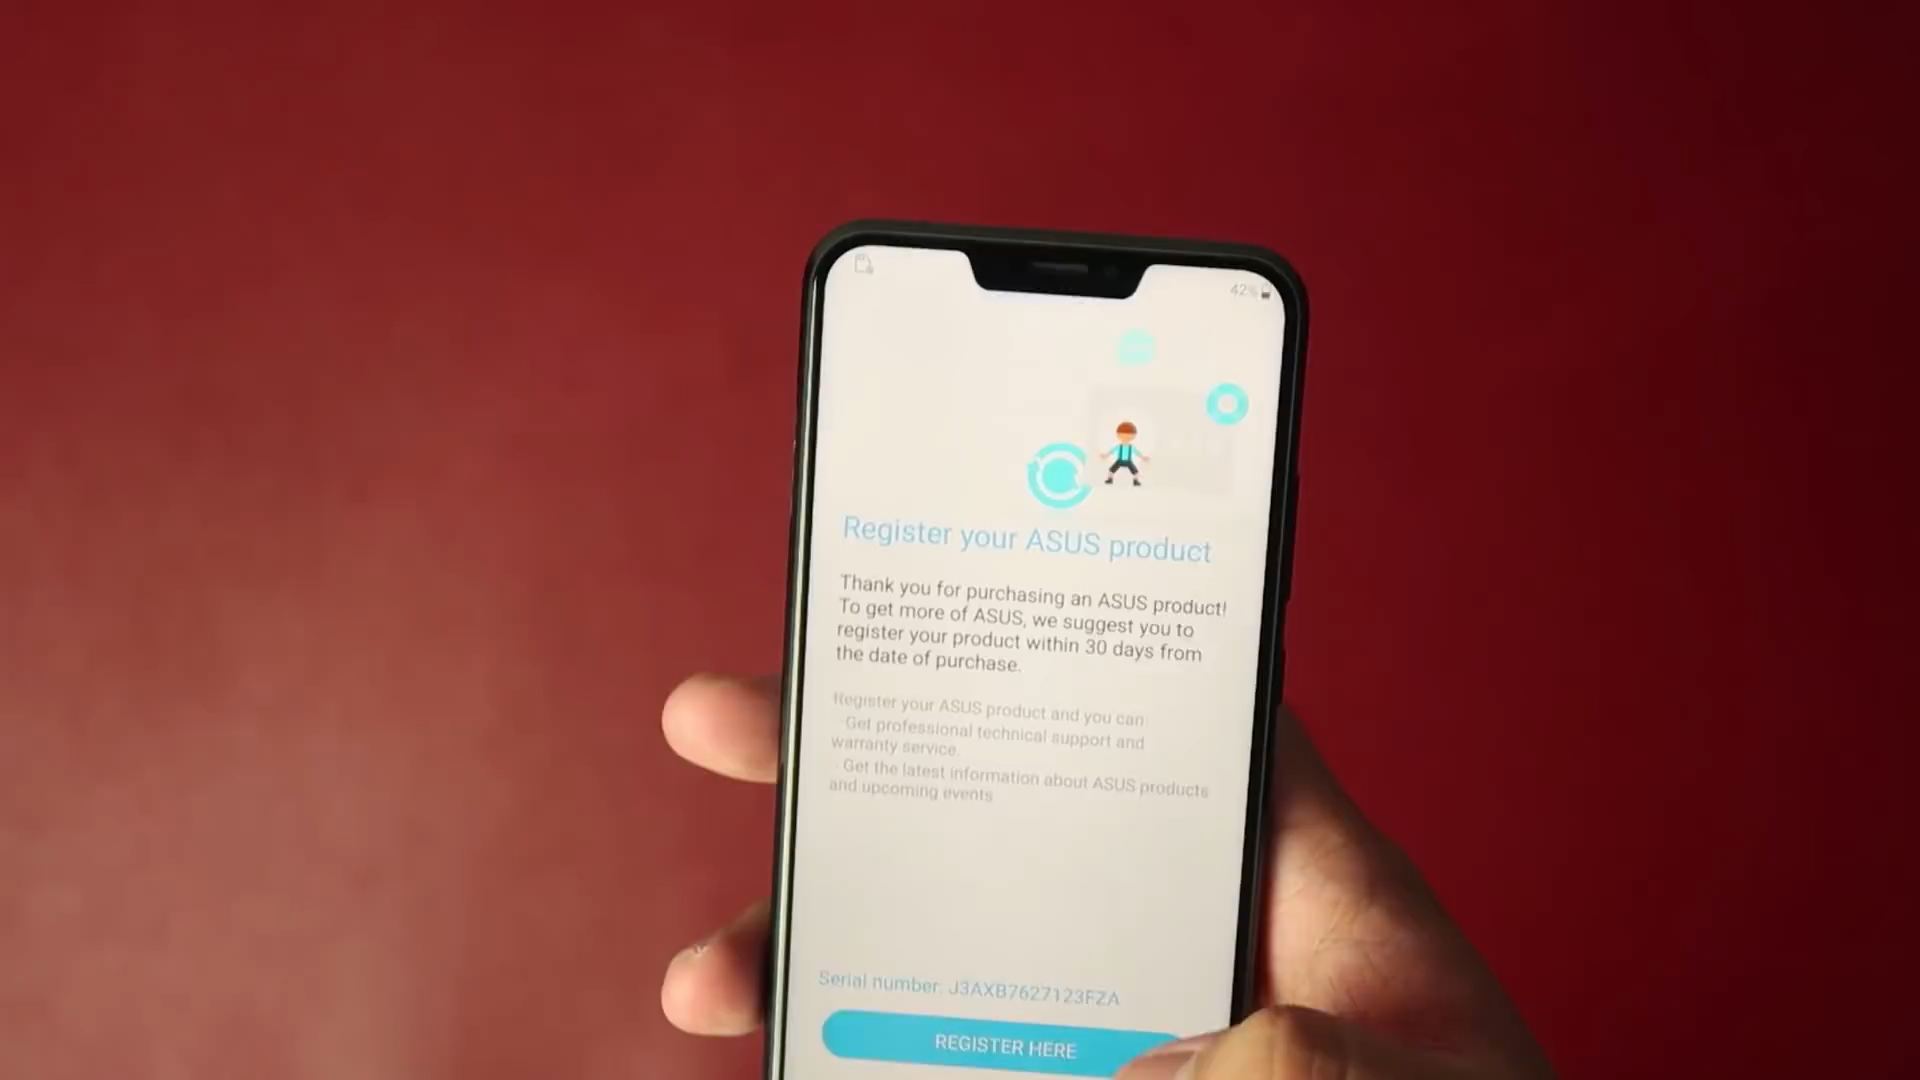 42%
Register your ASUS product
Thank you for purchasing an ASUS product!
To get more of ASUS, we suggest you to
register your product within 30 days from
the date of purchase.
Register your ASUS product and you can
· Get professional technical support and
warranty service.
· Get the latest information about ASUS products
and upcoming events
Serial number: J3AXB7627123FZA
REGISTER HERE